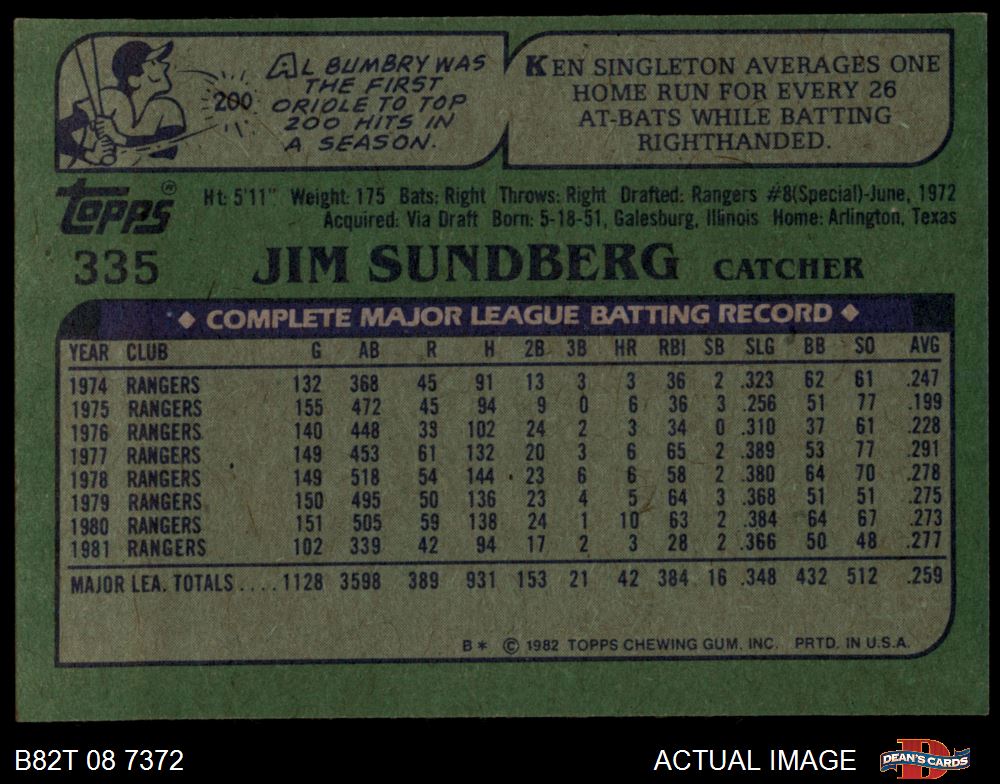 AL BUMBRY WAS
THE FIRST
ORIOLE TO TOP
200 HITS IN
A SEASON.
200
KEN SINGLETON AVERAGES ONE
HOME RUN FOR EVERY 26
AT-BATS WHILE BATTING
RIGHTHANDED.
Topps®
Ht: 5'11" Weight: 175 Bats: Right Throws: Right Drafted: Rangers #8(Special)-June, 1972
Acquired: Via Draft Born: 5-18-51, Galesburg, Illinois Home: Arlington, Texas
335 JIM SUNDBERG CATCHER
◆ COMPLETE MAJOR LEAGUE BATTING RECORD ◆
YEAR CLUB G AB R H 2B 3B HR RBI SB SLG BB SO AVG
1974 RANGERS 132 368 45 91 13 3 3 36 2 .323 62 61 .247
1975 RANGERS 155 472 45 94 9 0 6 36 3 .256 51 77 .199
1976 RANGERS 140 448 33 102 24 2 3 34 0 .310 37 61 .228
1977 RANGERS 149 453 61 132 20 3 6 65 2 .389 53 77 .291
1978 RANGERS 149 518 54 144 23 6 6 58 2 .380 64 70 .278
1979 RANGERS 150 495 50 136 23 4 5 64 3 .368 51 51 .275
1980 RANGERS 151 505 59 138 24 1 10 63 2 .384 64 67 .273
1981 RANGERS 102 339 42 94 17 2 3 28 2 .366 50 48 .277
MAJOR LEA. TOTALS .... 1128 3598 389 931 153 21 42 384 16 .348 432 512 .259
B* © 1982 TOPPS CHEWING GUM, INC. PRTD. IN U.S.A.
B82T 08 7372 ACTUAL IMAGE D DEAN'S CARDS